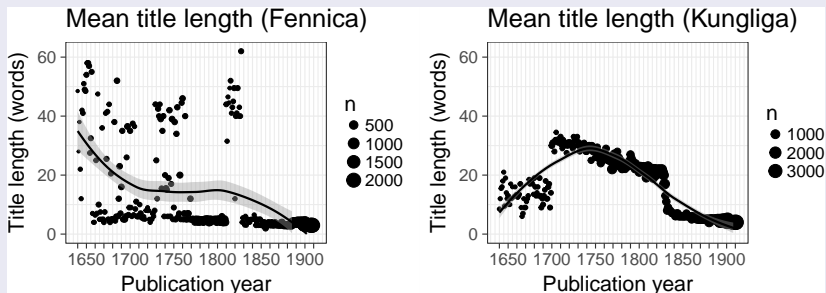 Mean title length (Fennica)
Title length (words)
60
40
20
0
1650 1700 1750 1800 1850 1900
Publication year
n
500
1000
1500
2000
Mean title length (Kungliga)
Title length (words)
60
40
20
0
1650 1700 1750 1800 1850 1900
Publication year
n
1000
2000
3000